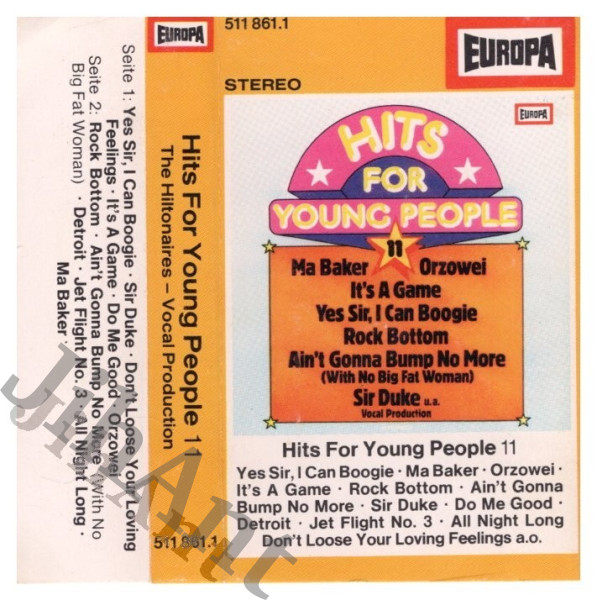 Seite 1: Yes Sir, I Can Boogie · Sir Duke · Don't Loose Your Loving
Feelings · It's A Game · Do Me Good · Orzowei
Seite 2: Rock Bottom · Ain't Gonna Bump No More (With No
Big Fat Woman) · Detroit · Jet Flight No. 3 · All Night Long ·
Ma Baker
EUROPA
Hits For Young People 11
The Hiltonaires – Vocal Production
511 861.1
511 861.1
EUROPA
STEREO
EUROPA
HITS
FOR
YOUNG PEOPLE
11
Ma Baker Orzowei
It's A Game
Yes Sir, I Can Boogie
Rock Bottom
Ain't Gonna Bump No More
(With No Big Fat Woman)
Sir Duke u.a.
Vocal Production
Hits For Young People 11
Yes Sir, I Can Boogie · Ma Baker · Orzowei ·
It's A Game · Rock Bottom · Ain't Gonna
Bump No More · Sir Duke · Do Me Good ·
Detroit · Jet Flight No. 3 · All Night Long
Don't Loose Your Loving Feelings a.o.